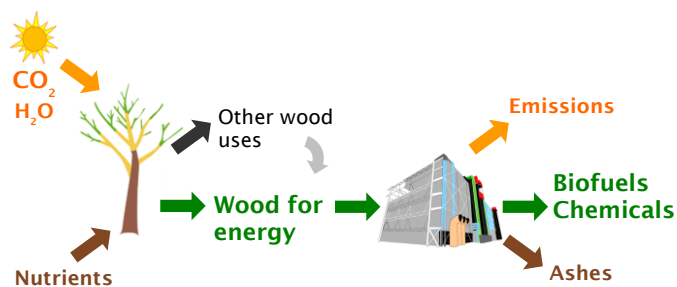 CO₂
H₂O
Other wood
uses
Emissions
Wood for
energy
Biofuels
Chemicals
Nutrients
Ashes